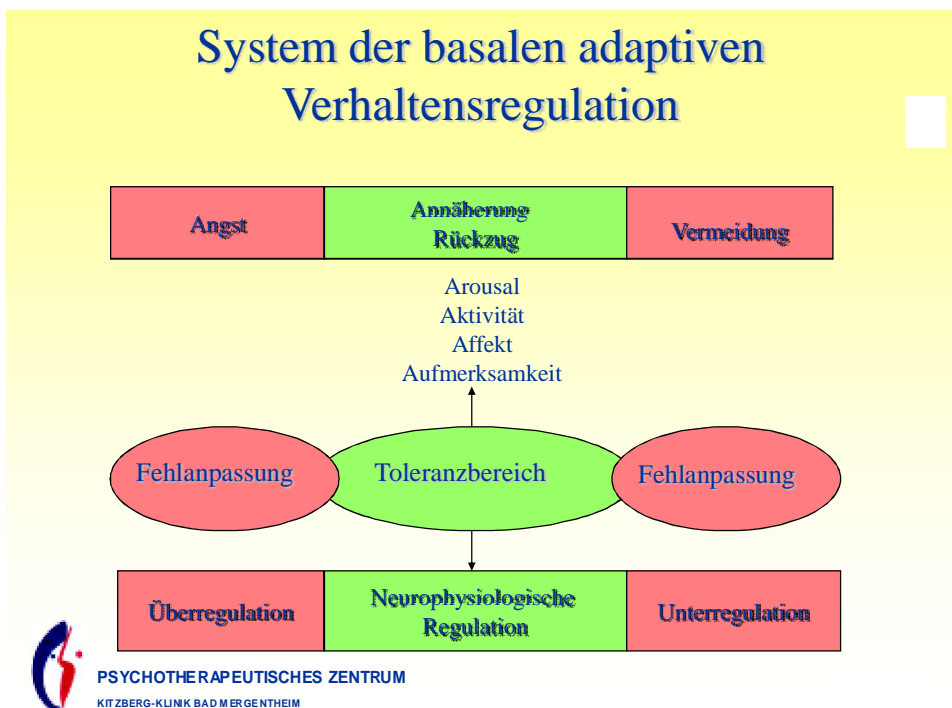 System der basalen adaptiven
Verhaltensregulation
Angst
Annäherung
Rückzug
Vermeidung
Arousal
Aktivität
Affekt
Aufmerksamkeit
Fehlanpassung
Toleranzbereich
Fehlanpassung
Überregulation
Neurophysiologische
Regulation
Unterregulation
PSYCHOTHERAPEUTISCHES ZENTRUM
KITZBERG-KLINIK BAD MERGENTHEIM